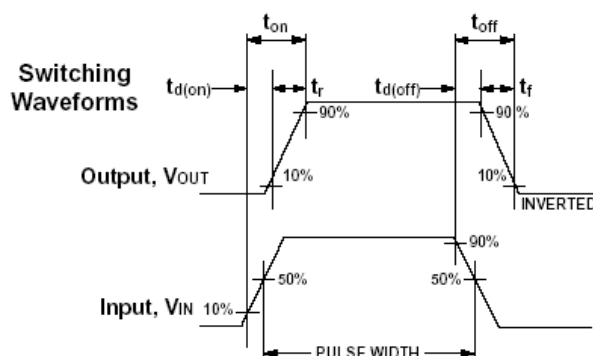 ton
toff
Switching
Waveforms
td(on)
tr
td(off)
tf
90%
90%
Output, VOUT
10%
10%
INVERTED
90%
50%
50%
Input, VIN
10%
PULSE WIDTH